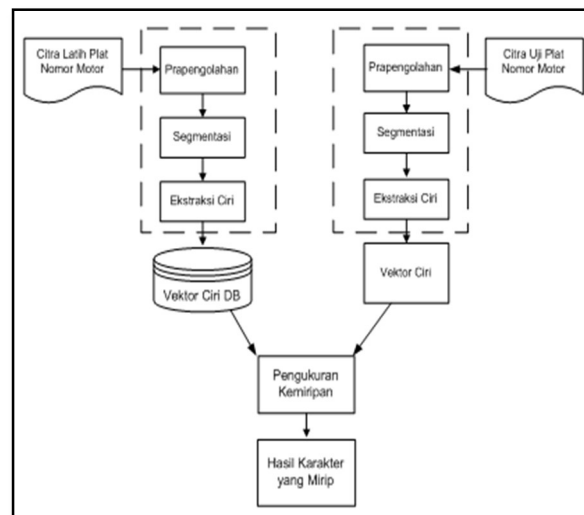 Citra Latih Plat
Nomor Motor
Prapengolahan
Segmentasi
Ekstraksi Ciri
Vektor Ciri DB
Citra Uji Plat
Nomor Motor
Prapengolahan
Segmentasi
Ekstraksi Ciri
Vektor Ciri
Pengukuran
Kemiripan
Hasil Karakter
yang Mirip